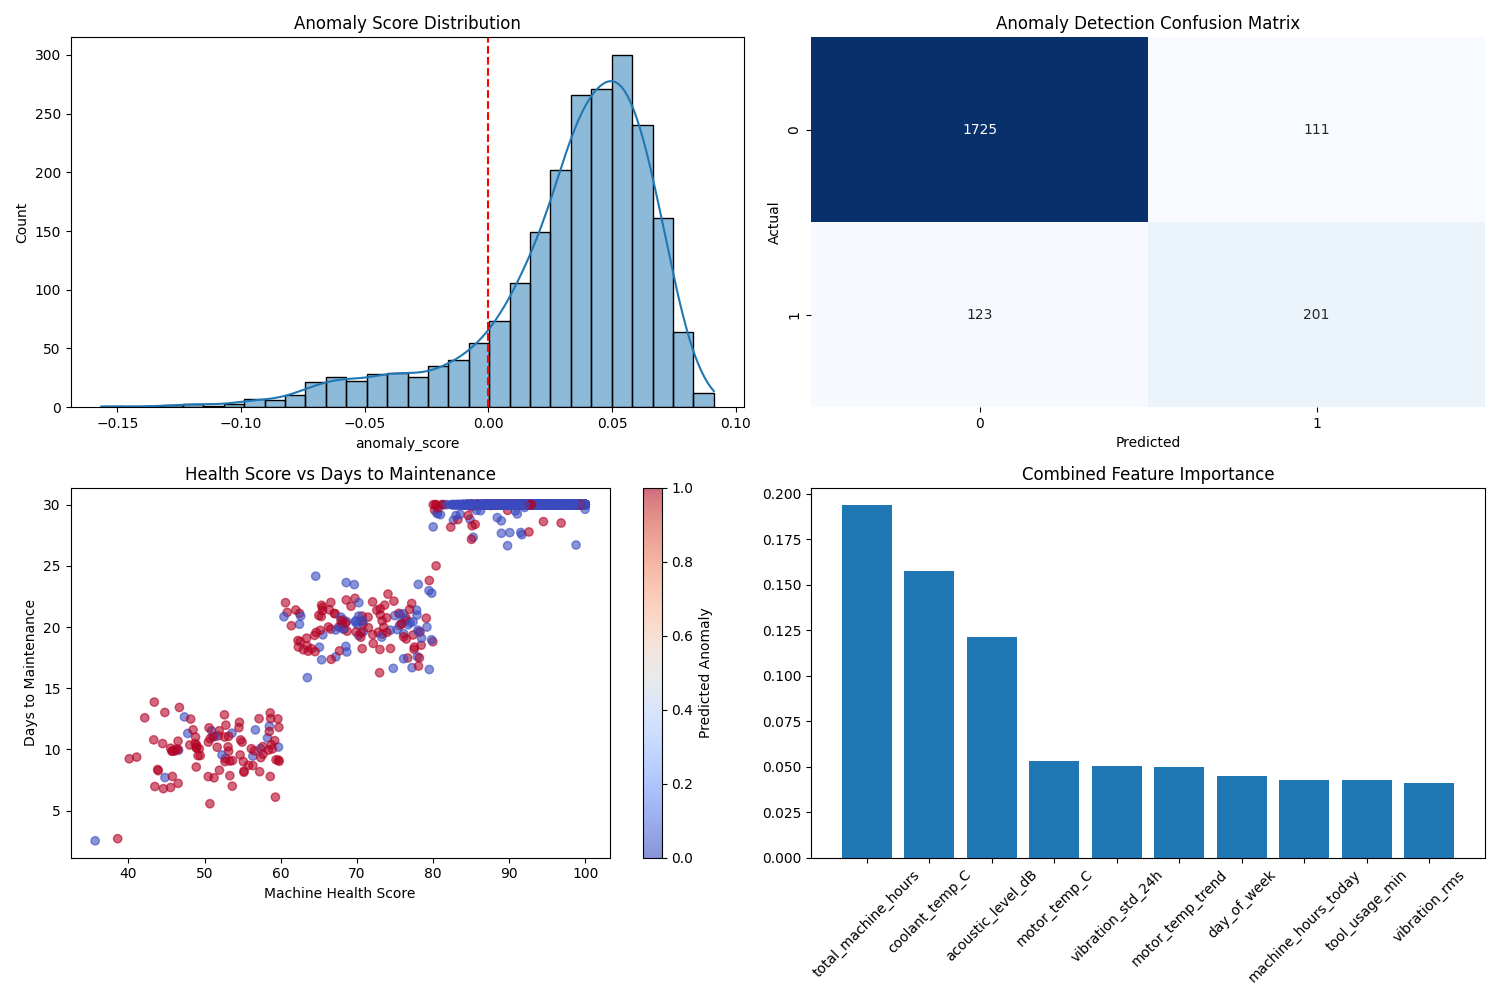 Anomaly Score Distribution
300
250
200
150
100
50
0
Count
−0.15
−0.10
−0.05
0.00
0.05
0.10
anomaly_score
Anomaly Detection Confusion Matrix
1725
111
123
201
0
1
Actual
0
1
Predicted
Health Score vs Days to Maintenance
30
25
20
15
10
5
Days to Maintenance
40
50
60
70
80
90
100
Machine Health Score
1.0
0.8
0.6
0.4
0.2
0.0
Predicted Anomaly
Combined Feature Importance
0.200
0.175
0.150
0.125
0.100
0.075
0.050
0.025
0.000
total_machine_hours
coolant_temp_C
acoustic_level_dB
motor_temp_C
vibration_std_24h
motor_temp_trend
day_of_week
machine_hours_today
tool_usage_min
vibration_rms